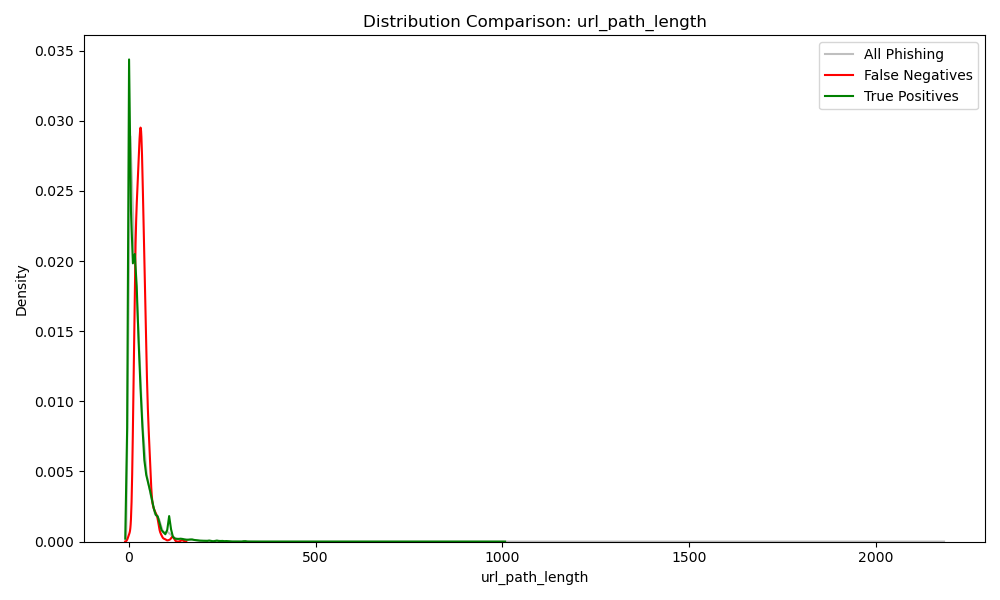 Distribution Comparison: url_path_length
All Phishing
False Negatives
True Positives
Density
0.035
0.030
0.025
0.020
0.015
0.010
0.005
0.000
0 500 1000 1500 2000
url_path_length